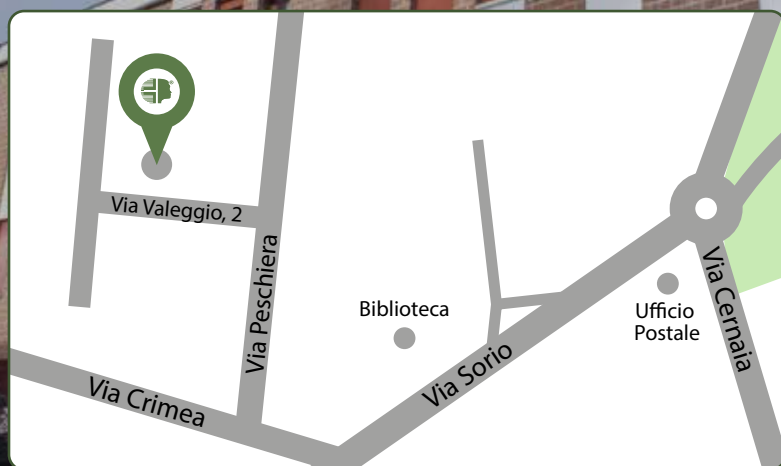 Via Valeggio, 2
Via Peschiera
Biblioteca
Ufficio
Postale
Via Cernaia
Via Sorio
Via Crimea